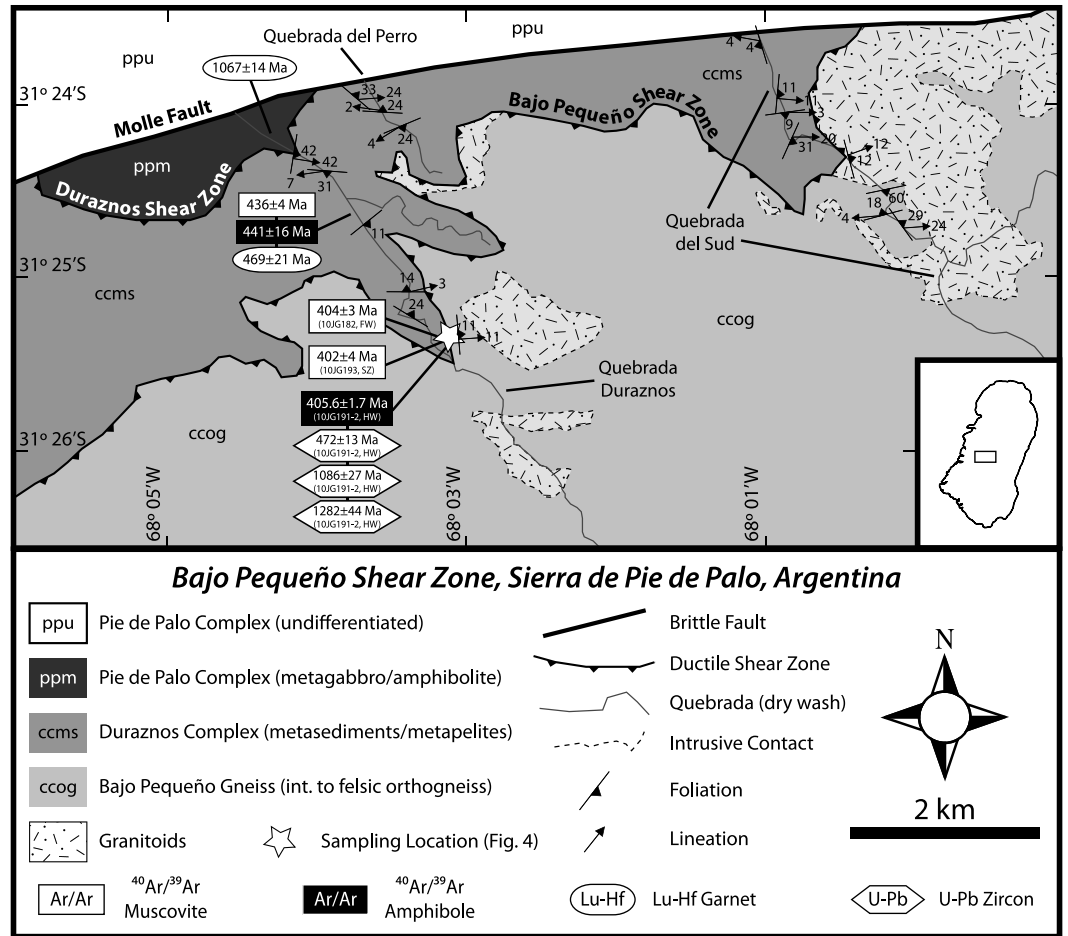 ppu
Quebrada del Perro
ppu
1067±14 Ma
4
4
ccms
31º 24’S
Molle Fault
33
24
2
24
Bajo Pequeño Shear Zone
11
11
3
9
4
24
31
20
ppm
42
42
7
31
12
12
Duraznos Shear Zone
436±4 Ma
441±16 Ma
469±21 Ma
11
Quebrada
del Sud
18
60
4
29
24
31º 25’S
ccms
14
3
24
404±3 Ma
(10JG182, FW)
11
11
ccog
402±4 Ma
(10JG193, SZ)
Quebrada
Duraznos
405.6±1.7 Ma
(10JG191-2, HW)
31º 26’S
ccog
472±13 Ma
(10JG191-2, HW)
1086±27 Ma
(10JG191-2, HW)
1282±44 Ma
(10JG191-2, HW)
68º 05’W
68º 03’W
68º 01’W
Bajo Pequeño Shear Zone, Sierra de Pie de Palo, Argentina
ppu Pie de Palo Complex (undifferentiated)
ppm Pie de Palo Complex (metagabbro/amphibolite)
ccms Duraznos Complex (metasediments/metapelites)
ccog Bajo Pequeño Gneiss (int. to felsic orthogneiss)
Granitoids
Sampling Location (Fig. 4)
Brittle Fault
Ductile Shear Zone
Quebrada (dry wash)
Intrusive Contact
Foliation
Lineation
N
2 km
Ar/Ar
40Ar/39Ar
Muscovite
Ar/Ar
40Ar/39Ar
Amphibole
Lu-Hf Lu-Hf Garnet
U-Pb U-Pb Zircon